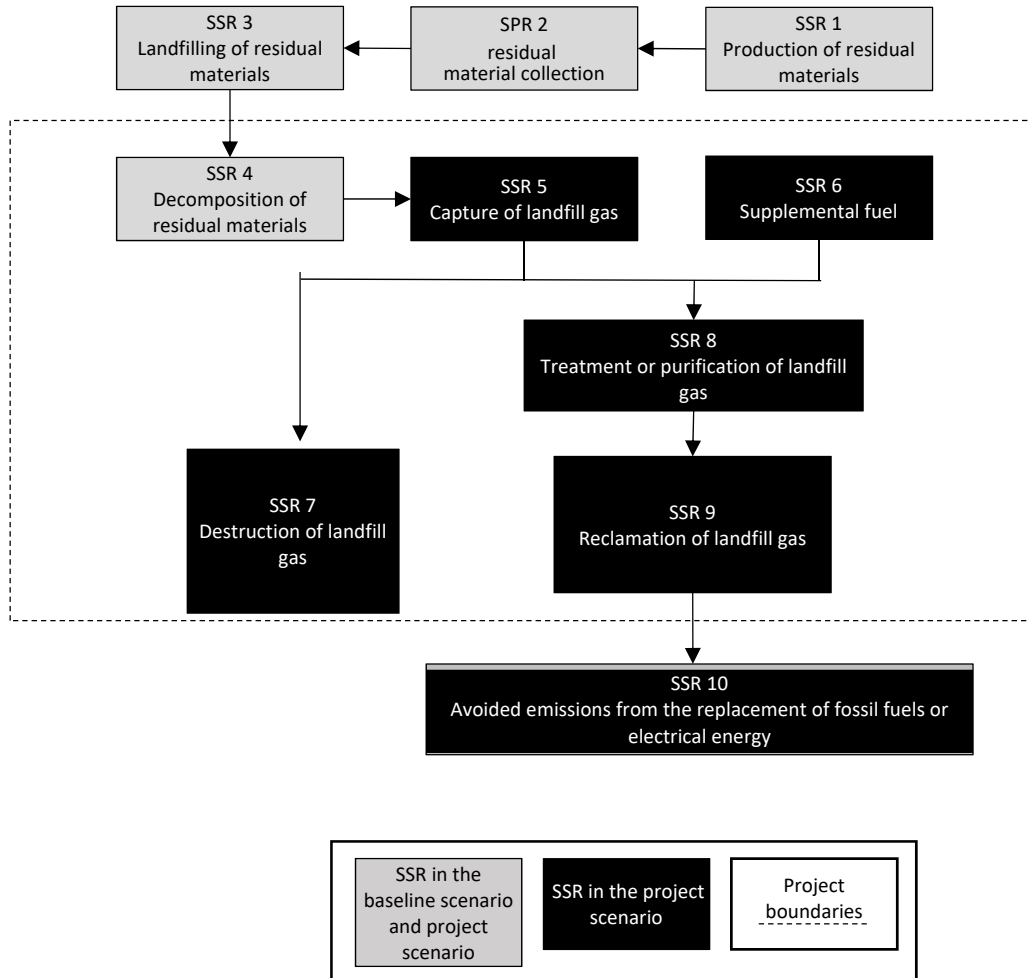 SSR 3
Landfilling of residual
materials
SPR 2
residual
material collection
SSR 1
Production of residual
materials
SSR 4
Decomposition of
residual materials
SSR 5
Capture of landfill gas
SSR 6
Supplemental fuel
SSR 8
Treatment or purification of landfill
gas
SSR 7
Destruction of landfill
gas
SSR 9
Reclamation of landfill gas
SSR 10
Avoided emissions from the replacement of fossil fuels or
electrical energy
SSR in the
baseline scenario
and project
scenario
SSR in the project
scenario
Project
boundaries